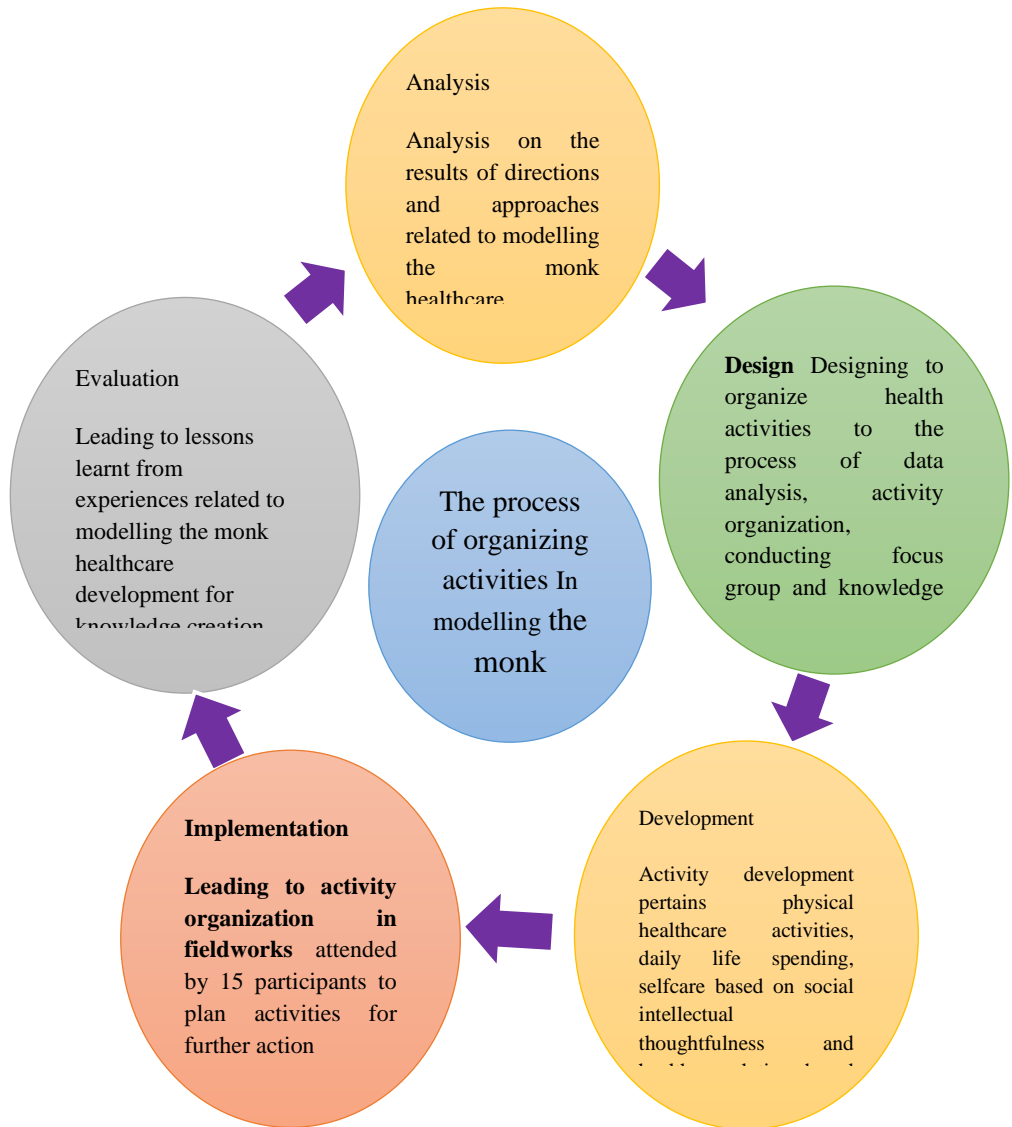 Analysis
Analysis on the
results of directions
and approaches
related to modelling
the monk
healthcare
Design Designing to
organize health
activities to the
process of data
analysis, activity
organization,
conducting focus
group and knowledge
Development
Activity development
pertains physical
healthcare activities,
daily life spending,
selfcare based on social
intellectual
thoughtfulness and
Implementation
Leading to activity
organization in
fieldworks attended
by 15 participants to
plan activities for
further action
Evaluation
Leading to lessons
learnt from
experiences related to
modelling the monk
healthcare
development for
knowledge creation
The process
of organizing
activities In
modelling the
monk